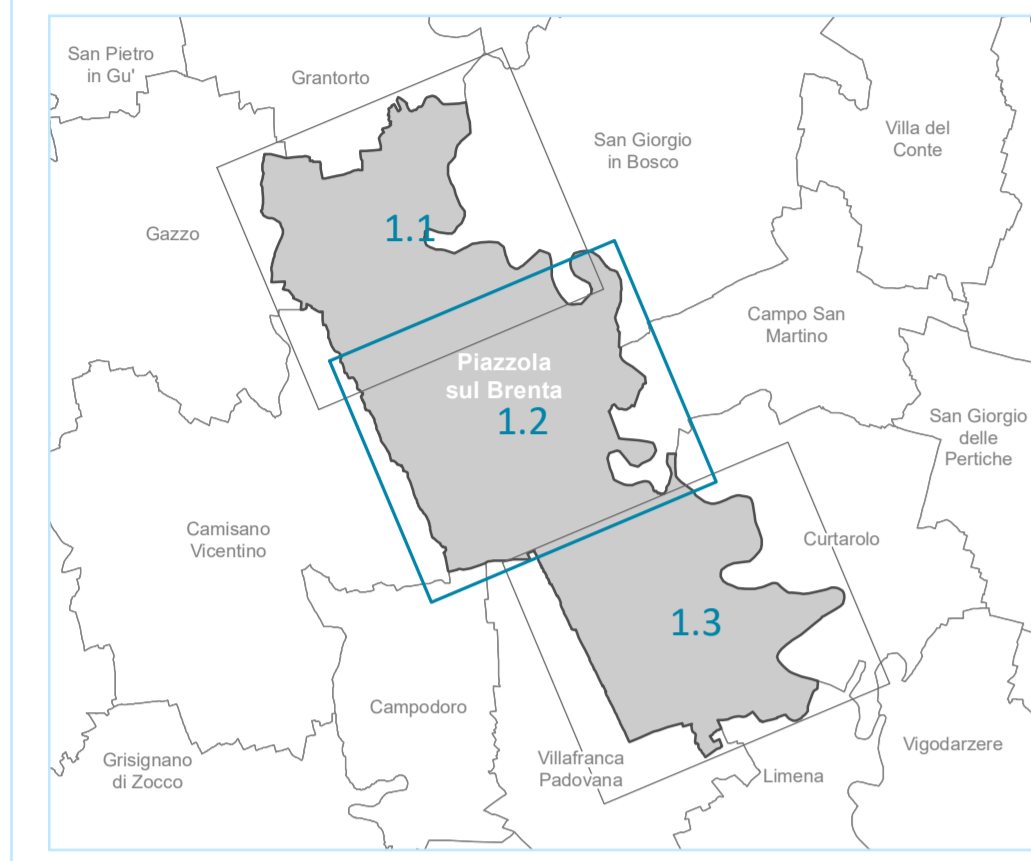 San Pietro
in Gu'
Grantorto
San Giorgio
in Bosco
Villa del
Conte
Gazzo
1.1
Campo San
Martino
Piazzola
sul Brenta
1.2
San Giorgio
delle
Pertiche
Camisano
Vicentino
Curtarolo
1.3
Campodoro
Grisignano
di Zocco
Villafranca
Padovana
Limena
Vigodarzere